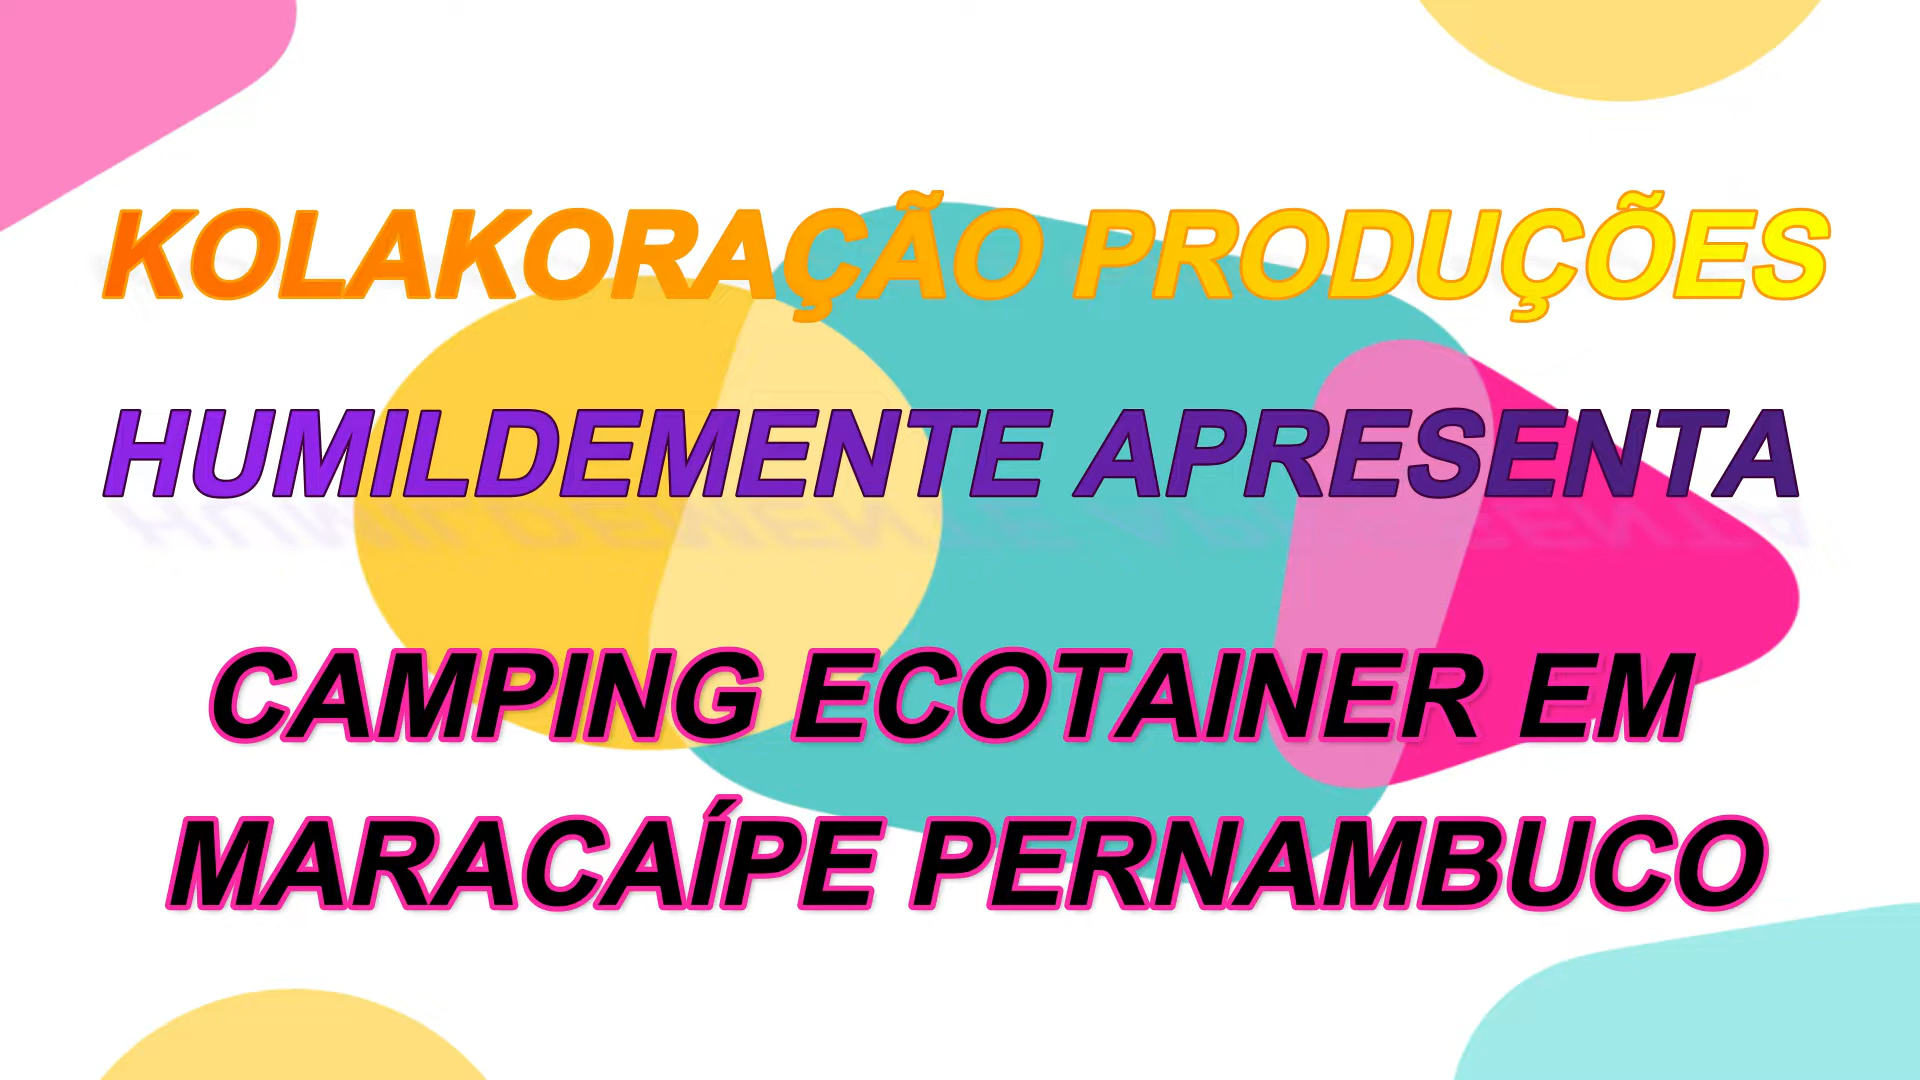 KOLAKORAÇÃO PRODUÇÕES
HUMILDEMENTE APRESENTA
CAMPING ECOTAINER EM
MARACAÍPE PERNAMBUCO